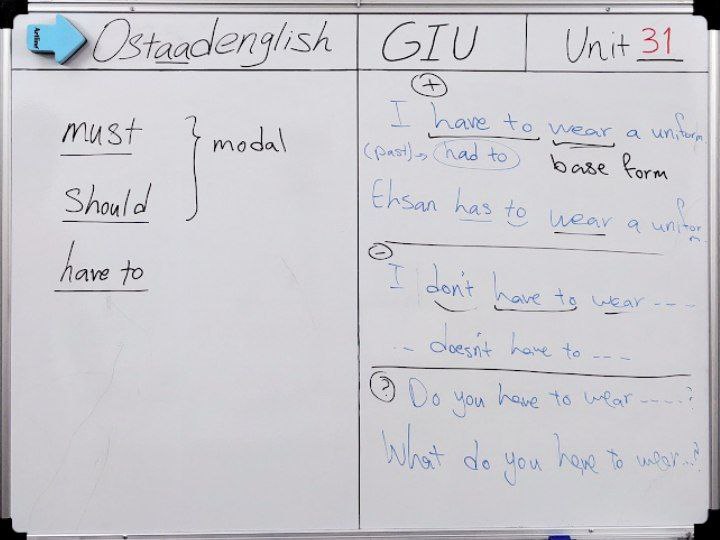 Artline
Ostaadenglish
GIU
Unit 31
must
should
have to
} modal
+
I have to wear a uniform.
(past)→ had to
base form
Ehsan has to wear a uniform.
-
I don't have to wear ----
-- doesn't have to ---
?
Do you have to wear ----?
What do you have to wear...?